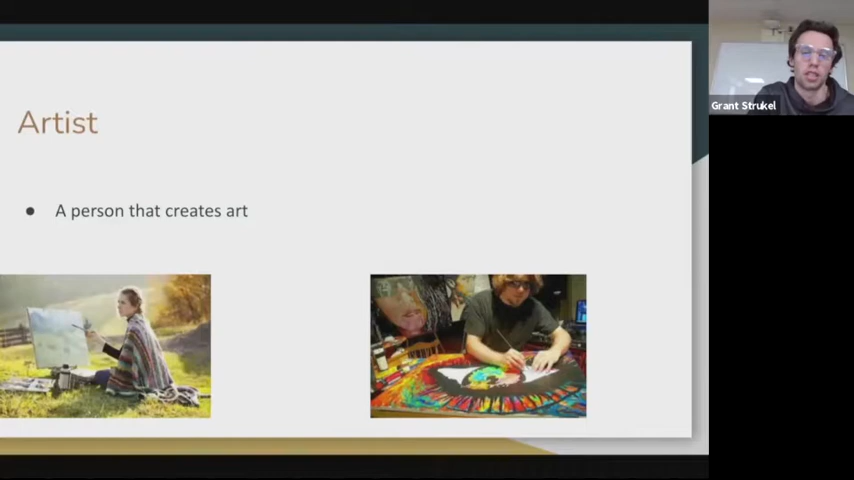 Artist
● A person that creates art
Grant Strukel